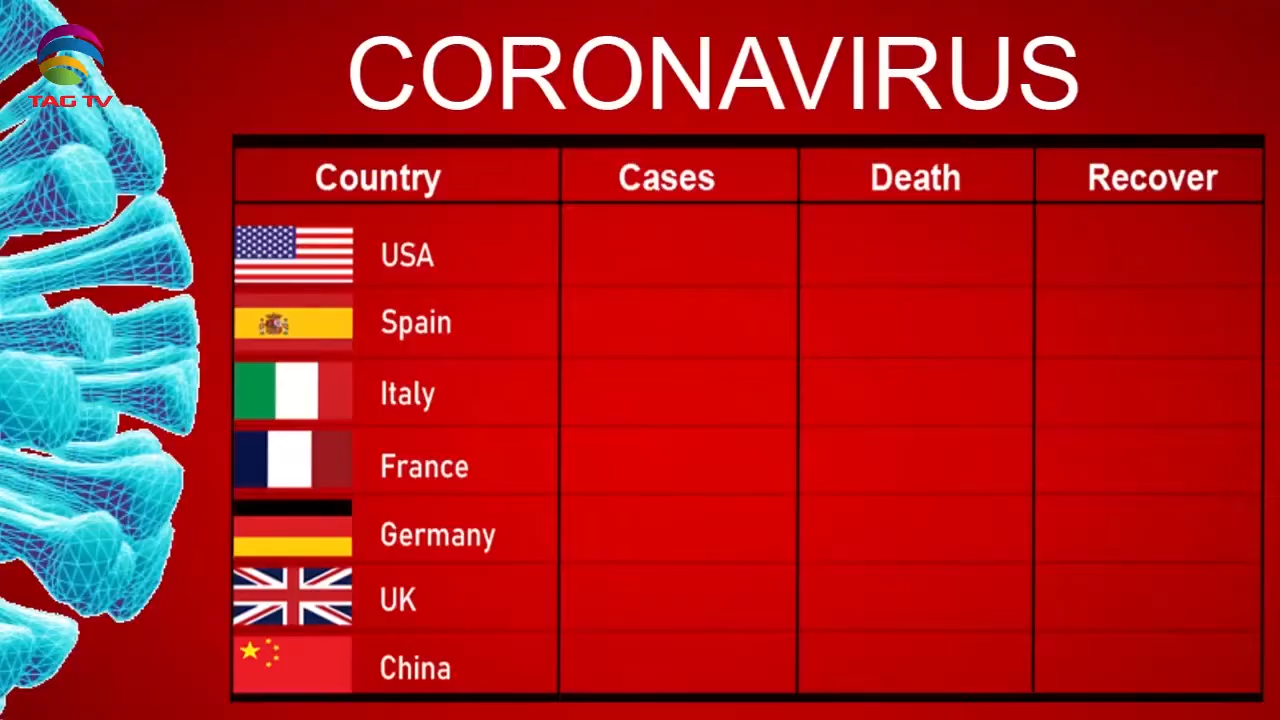 TAG TV
CORONAVIRUS
Country Cases Death Recover
USA
Spain
Italy
France
Germany
UK
China